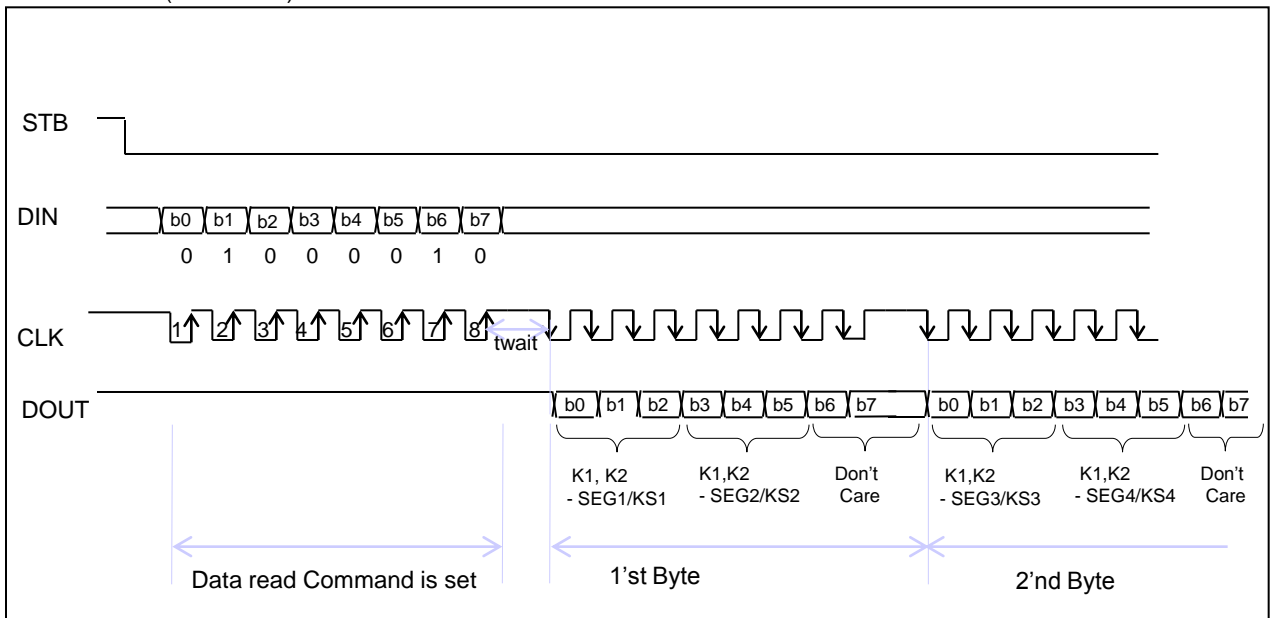 STB
DIN b0 b1 b2 b3 b4 b5 b6 b7
0 1 0 0 0 0 1 0
CLK 1 2 3 4 5 6 7 8
twait
DOUT b0 b1 b2 b3 b4 b5 b6 b7 b0 b1 b2 b3 b4 b5 b6 b7
K1, K2 K1,K2 Don't K1,K2 K1,K2 Don't
- SEG1/KS1 - SEG2/KS2 Care - SEG3/KS3 - SEG4/KS4 Care
Data read Command is set 1'st Byte 2'nd Byte